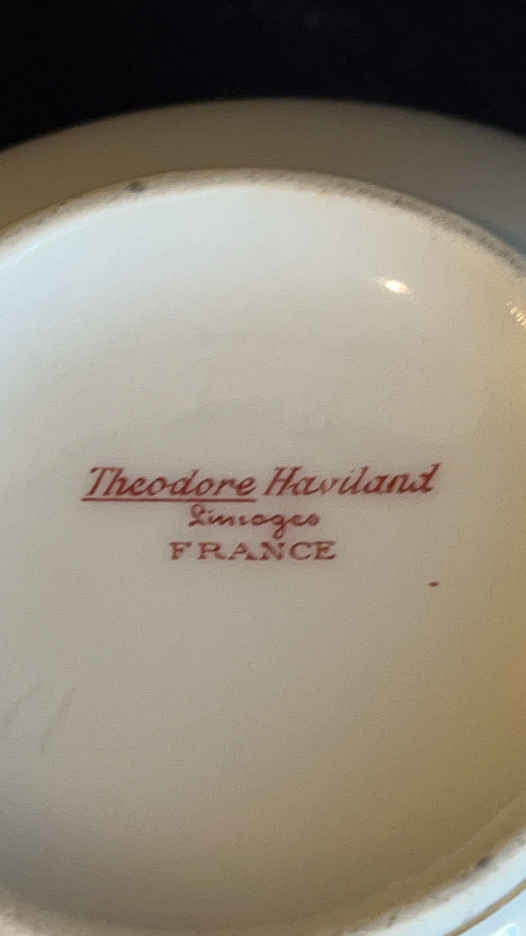 Theodore Haviland
Limoges
FRANCE